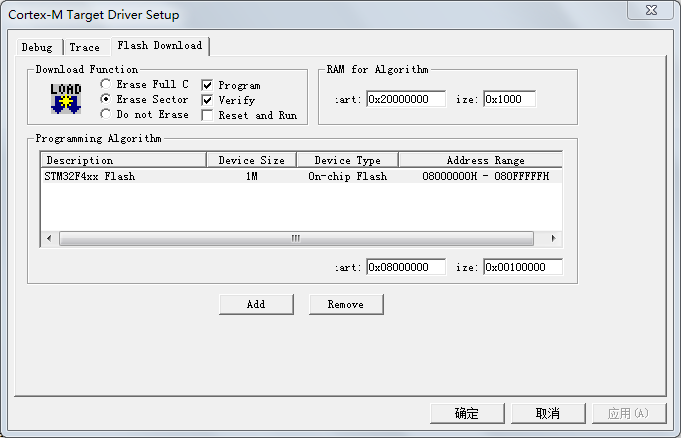 Cortex-M Target Driver Setup
Debug Trace Flash Download
Download Function
LOAD
Erase Full C
Erase Sector
Do not Erase
Program
Verify
Reset and Run
RAM for Algorithm
:art: 0x20000000 ize: 0x1000
Programming Algorithm
Description Device Size Device Type Address Range
STM32F4xx Flash 1M On-chip Flash 08000000H - 080FFFFFH
:art: 0x08000000 ize: 0x00100000
Add Remove
确定 取消 应用(A)